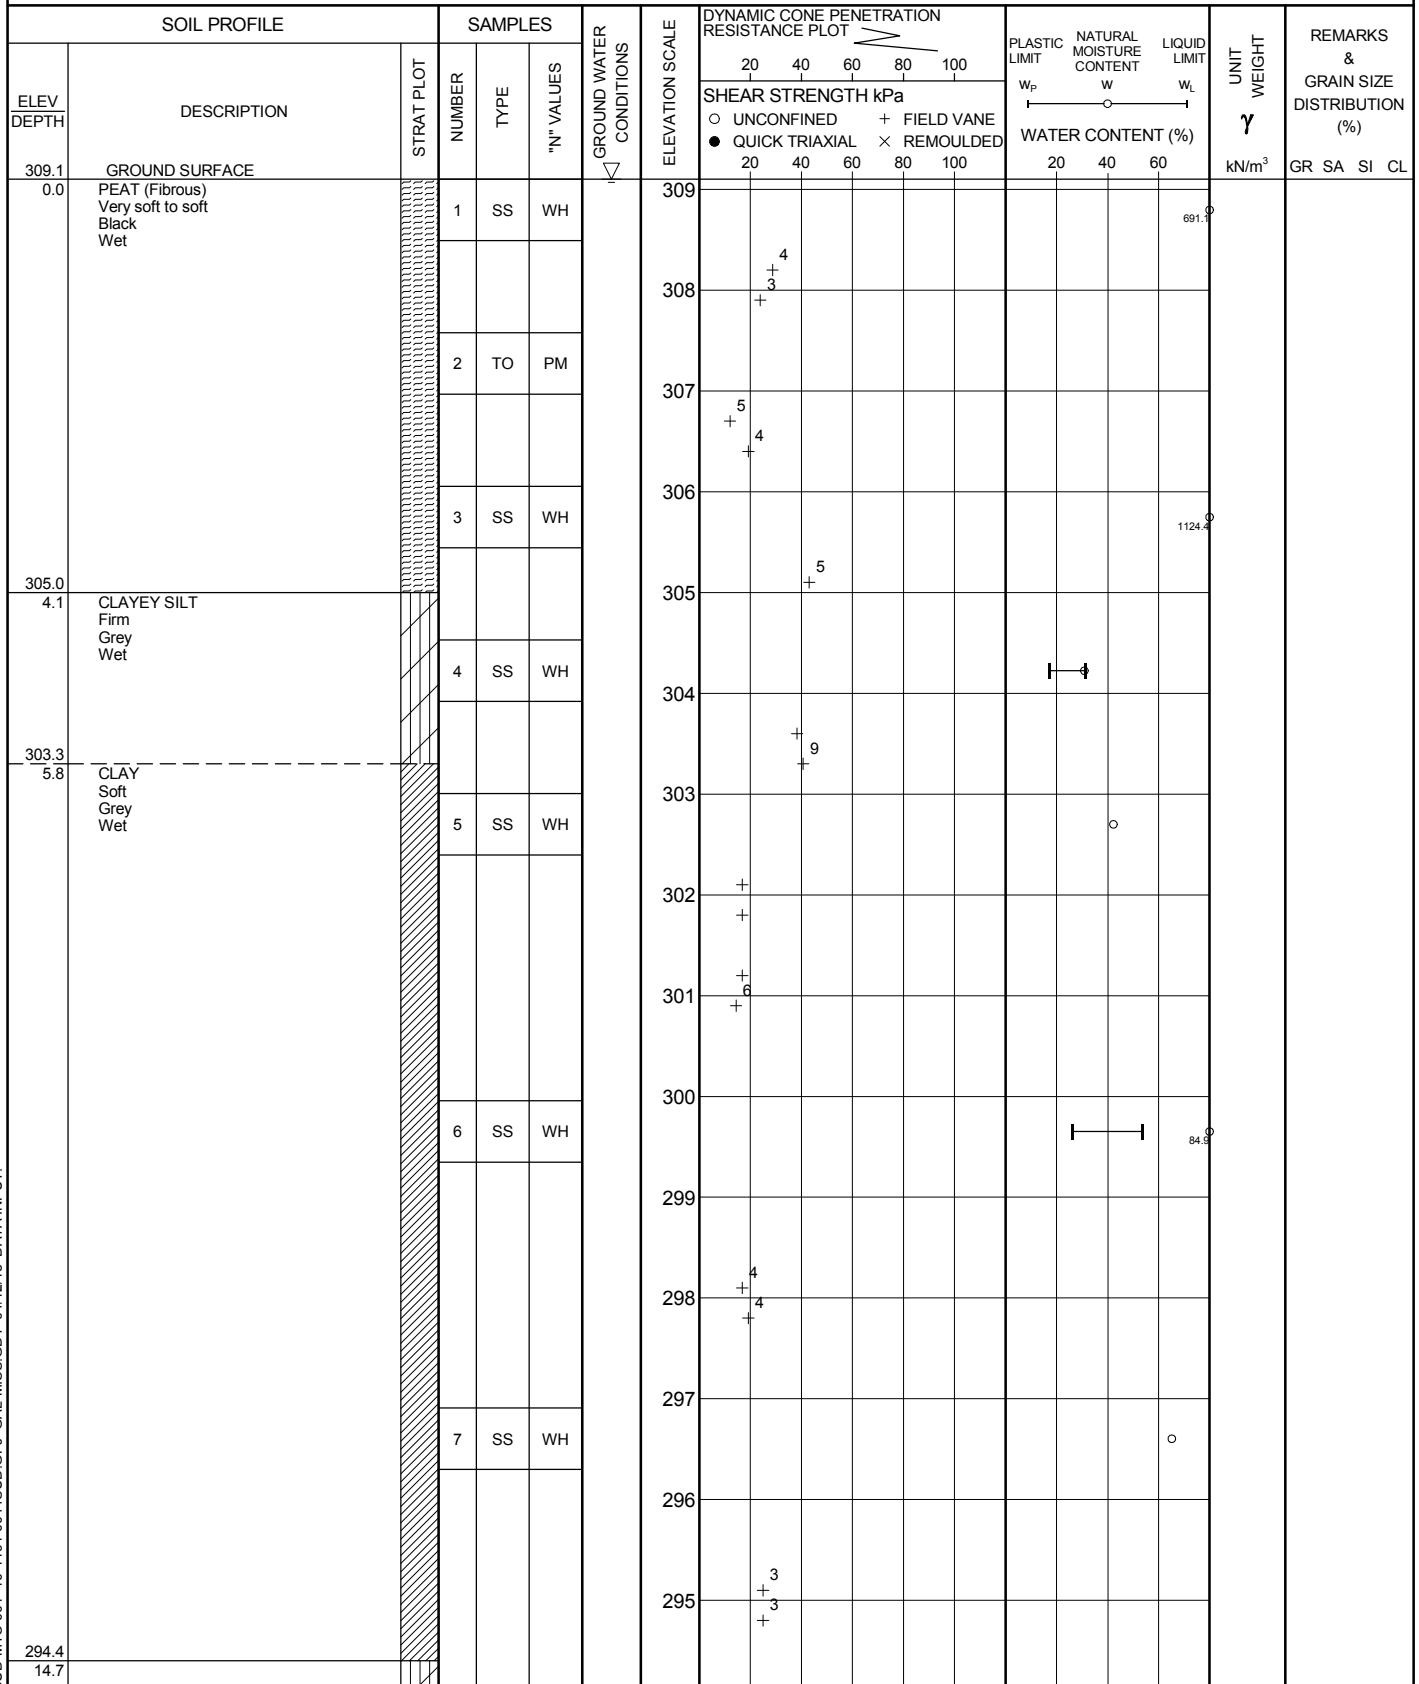 SOIL PROFILE
SAMPLES
GROUND WATER
CONDITIONS
ELEVATION SCALE
DYNAMIC CONE PENETRATION
RESISTANCE PLOT
20 40 60 80 100
SHEAR STRENGTH kPa
○ UNCONFINED + FIELD VANE
● QUICK TRIAXIAL × REMOULDED
20 40 60 80 100
PLASTIC
LIMIT
NATURAL
MOISTURE
CONTENT
LIQUID
LIMIT
WP W WL
WATER CONTENT (%)
20 40 60
UNIT
WEIGHT
γ
kN/m³
REMARKS
&
GRAIN SIZE
DISTRIBUTION
(%)
GR SA SI CL
ELEV
DEPTH
DESCRIPTION
STRAT PLOT
NUMBER
TYPE
"N" VALUES
309.1 GROUND SURFACE
0.0 PEAT (Fibrous)
Very soft to soft
Black
Wet
309
1 SS WH
691.1
4
308
3
2 TO PM
307
5
4
306
3 SS WH
1124.4
5
305.0
305
4.1 CLAYEY SILT
Firm
Grey
Wet
4 SS WH
304
9
303.3
5.8 CLAY
Soft
Grey
Wet
303
5 SS WH
302
6
301
300
6 SS WH
84.9
299
4
298
4
297
7 SS WH
296
3
295
3
294.4
14.7